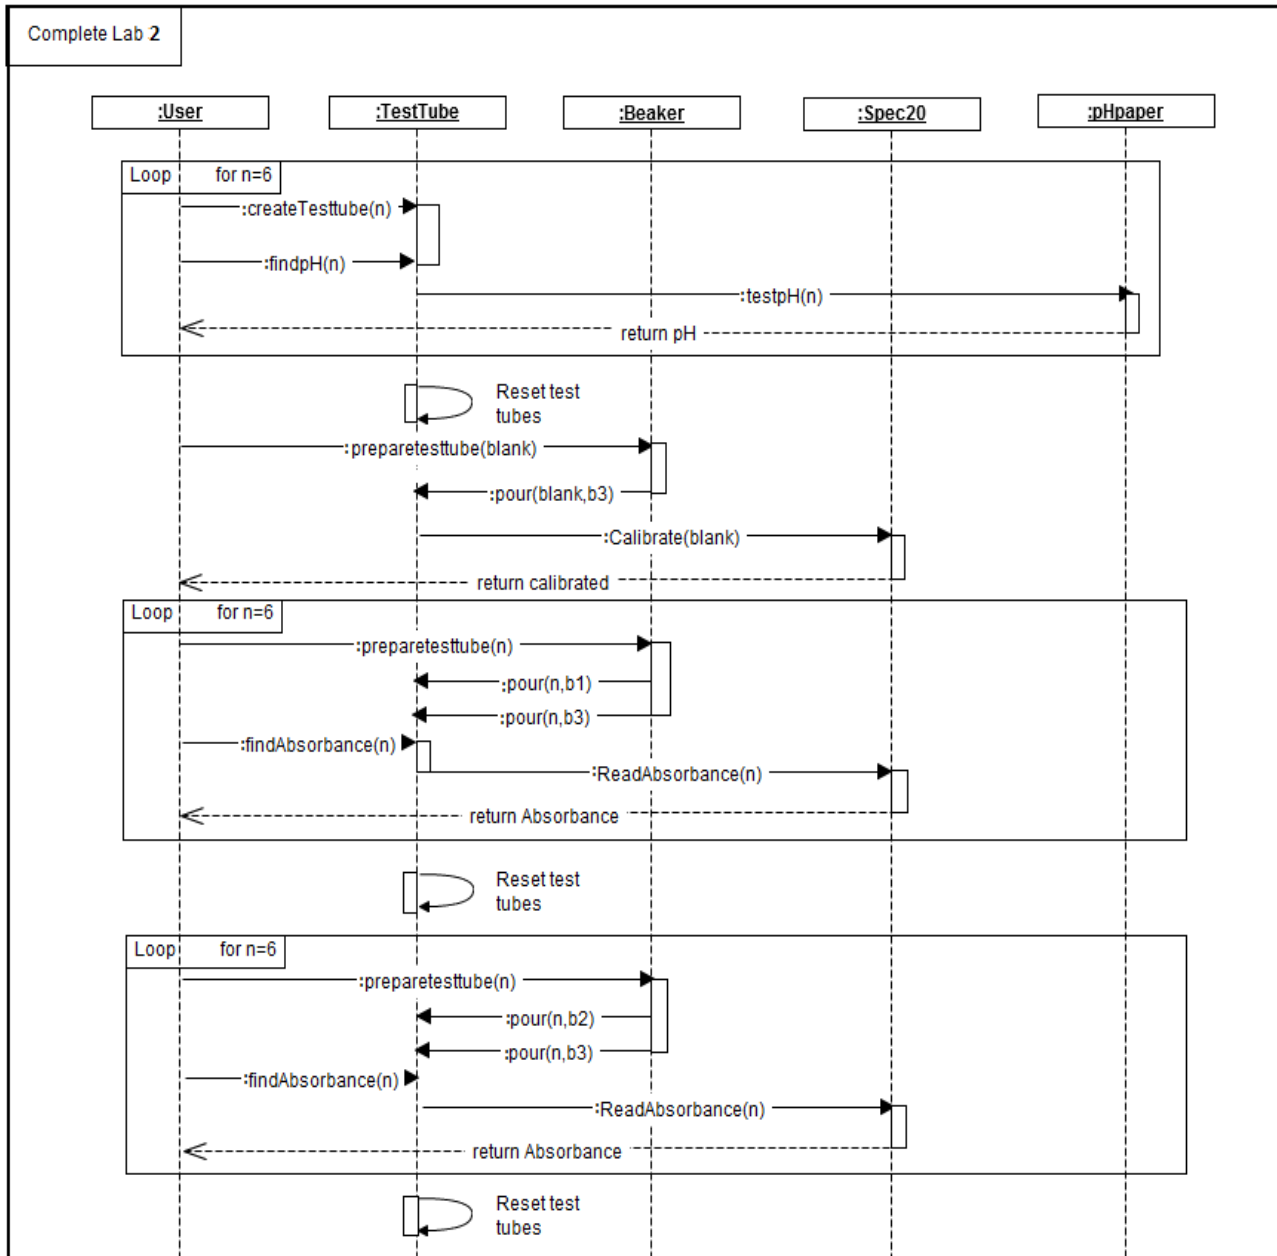 Complete Lab 2
:User
:TestTube
:Beaker
:Spec20
:pHpaper
Loop for n=6
:createTesttube(n)
:findpH(n)
:testpH(n)
return pH
Reset test
tubes
:preparetesttube(blank)
:pour(blank,b3)
:Calibrate(blank)
return calibrated
Loop for n=6
:preparetesttube(n)
:pour(n,b1)
:pour(n,b3)
:findAbsorbance(n)
:ReadAbsorbance(n)
return Absorbance
Reset test
tubes
Loop for n=6
:preparetesttube(n)
:pour(n,b2)
:pour(n,b3)
:findAbsorbance(n)
:ReadAbsorbance(n)
return Absorbance
Reset test
tubes